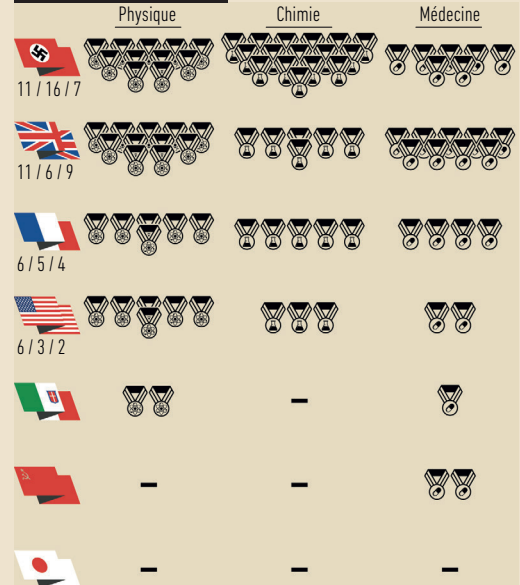 Physique Chimie Médecine
11 / 16 / 7
11 / 6 / 9
6 / 5 / 4
6 / 3 / 2
- -
- -
- - -